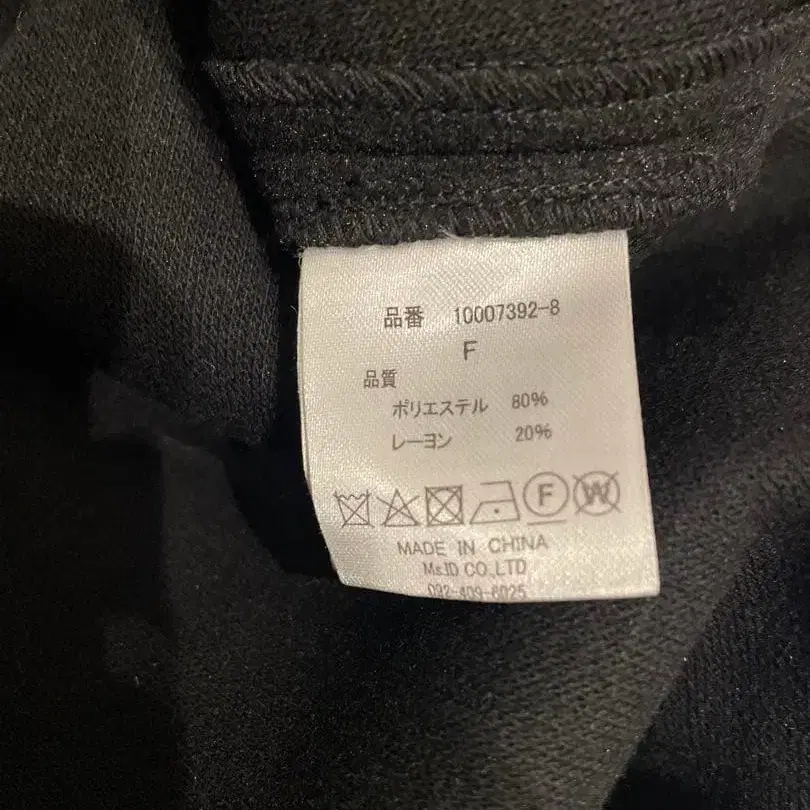 品番 10007392-8
F
品質
ポリエステル 80%
レーヨン 20%
F W
MADE IN CHINA
M&ID CO.,LTD
092-409-6025